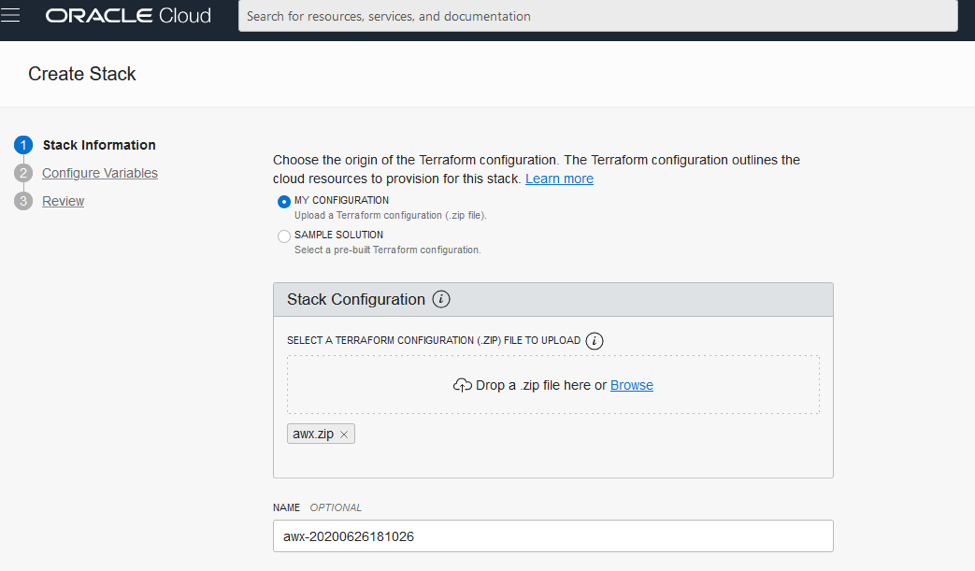 ORACLE Cloud
Search for resources, services, and documentation
Create Stack
1 Stack Information
2 Configure Variables
3 Review
Choose the origin of the Terraform configuration. The Terraform configuration outlines the
cloud resources to provision for this stack. Learn more
MY CONFIGURATION
Upload a Terraform configuration (.zip file).
SAMPLE SOLUTION
Select a pre-built Terraform configuration.
Stack Configuration i
SELECT A TERRAFORM CONFIGURATION (.ZIP) FILE TO UPLOAD i
Drop a .zip file here or Browse
awx.zip ×
NAME OPTIONAL
awx-20200626181026